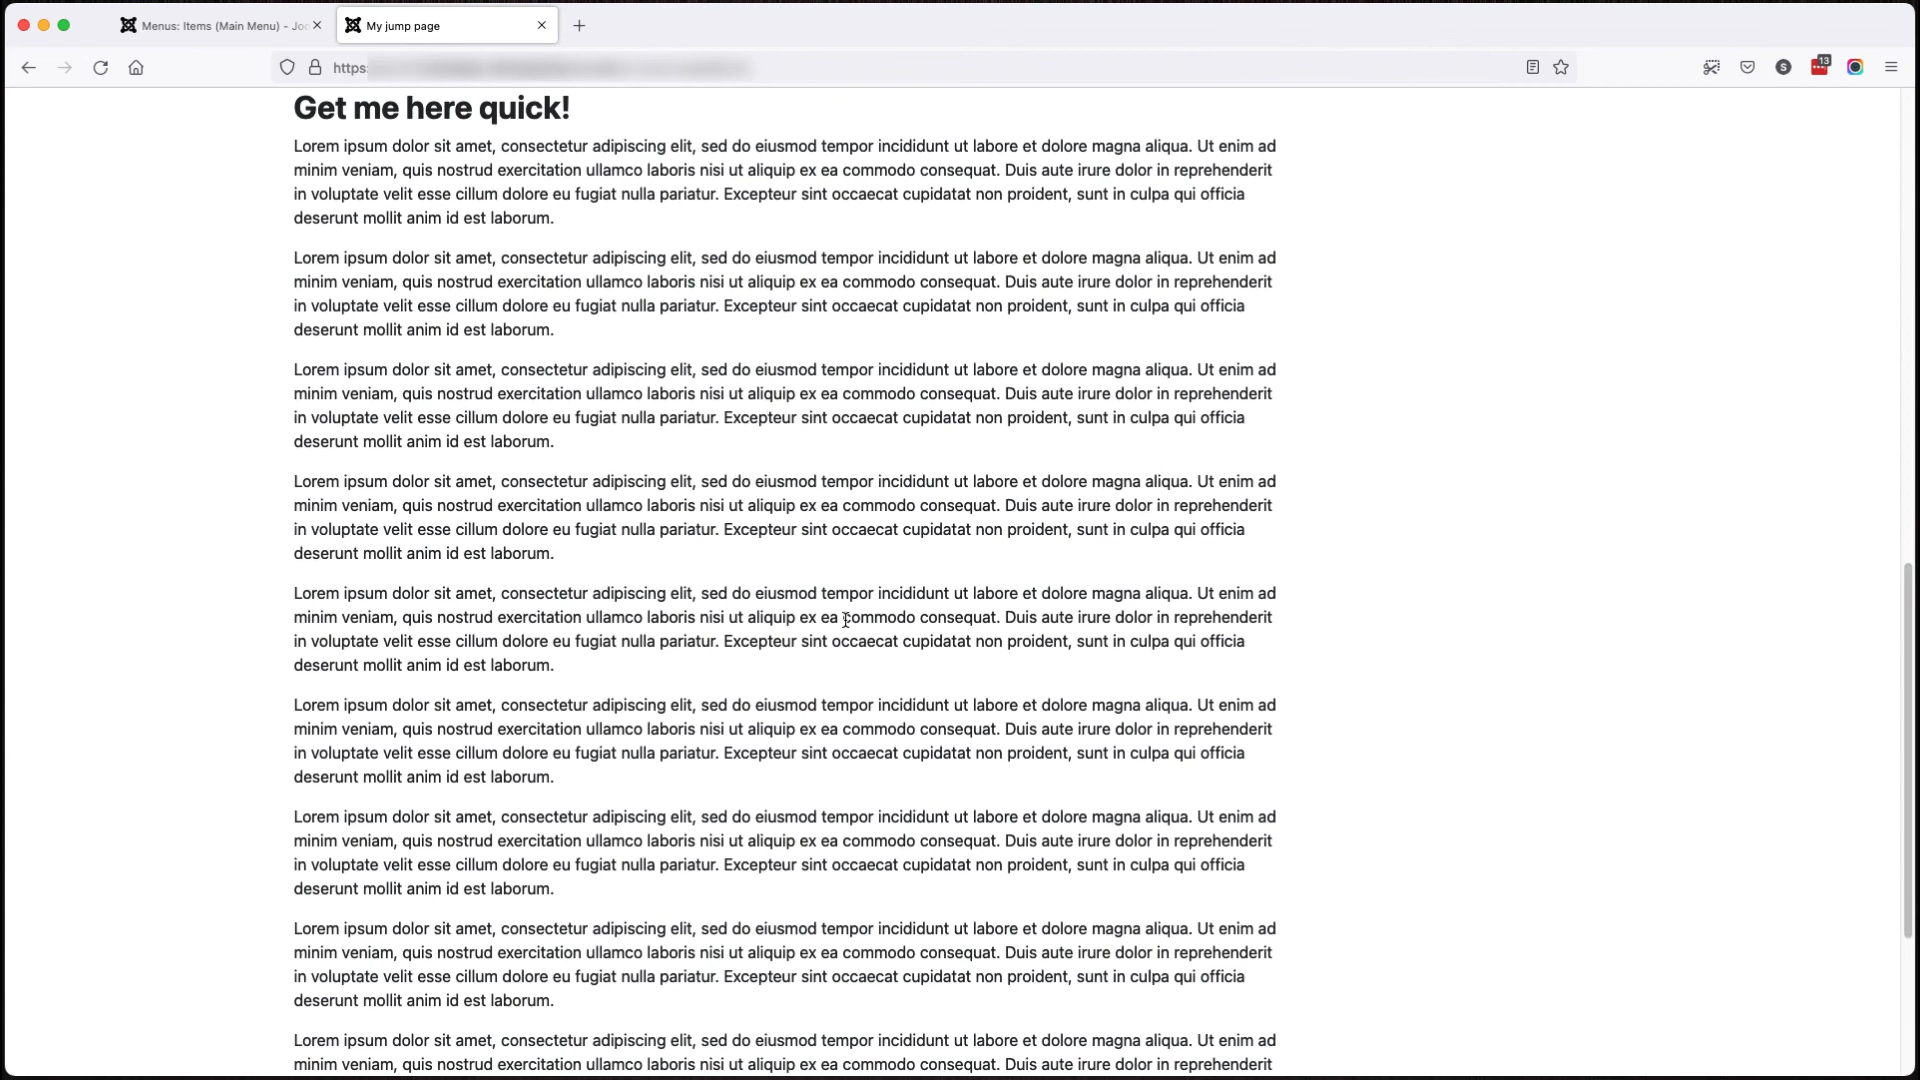 Menus: Items (Main Menu) - Joo
My jump page
https:
13
S
Get me here quick!
Lorem ipsum dolor sit amet, consectetur adipiscing elit, sed do eiusmod tempor incididunt ut labore et dolore magna aliqua. Ut enim ad
minim veniam, quis nostrud exercitation ullamco laboris nisi ut aliquip ex ea commodo consequat. Duis aute irure dolor in reprehenderit
in voluptate velit esse cillum dolore eu fugiat nulla pariatur. Excepteur sint occaecat cupidatat non proident, sunt in culpa qui officia
deserunt mollit anim id est laborum.
Lorem ipsum dolor sit amet, consectetur adipiscing elit, sed do eiusmod tempor incididunt ut labore et dolore magna aliqua. Ut enim ad
minim veniam, quis nostrud exercitation ullamco laboris nisi ut aliquip ex ea commodo consequat. Duis aute irure dolor in reprehenderit
in voluptate velit esse cillum dolore eu fugiat nulla pariatur. Excepteur sint occaecat cupidatat non proident, sunt in culpa qui officia
deserunt mollit anim id est laborum.
Lorem ipsum dolor sit amet, consectetur adipiscing elit, sed do eiusmod tempor incididunt ut labore et dolore magna aliqua. Ut enim ad
minim veniam, quis nostrud exercitation ullamco laboris nisi ut aliquip ex ea commodo consequat. Duis aute irure dolor in reprehenderit
in voluptate velit esse cillum dolore eu fugiat nulla pariatur. Excepteur sint occaecat cupidatat non proident, sunt in culpa qui officia
deserunt mollit anim id est laborum.
Lorem ipsum dolor sit amet, consectetur adipiscing elit, sed do eiusmod tempor incididunt ut labore et dolore magna aliqua. Ut enim ad
minim veniam, quis nostrud exercitation ullamco laboris nisi ut aliquip ex ea commodo consequat. Duis aute irure dolor in reprehenderit
in voluptate velit esse cillum dolore eu fugiat nulla pariatur. Excepteur sint occaecat cupidatat non proident, sunt in culpa qui officia
deserunt mollit anim id est laborum.
Lorem ipsum dolor sit amet, consectetur adipiscing elit, sed do eiusmod tempor incididunt ut labore et dolore magna aliqua. Ut enim ad
minim veniam, quis nostrud exercitation ullamco laboris nisi ut aliquip ex ea commodo consequat. Duis aute irure dolor in reprehenderit
in voluptate velit esse cillum dolore eu fugiat nulla pariatur. Excepteur sint occaecat cupidatat non proident, sunt in culpa qui officia
deserunt mollit anim id est laborum.
Lorem ipsum dolor sit amet, consectetur adipiscing elit, sed do eiusmod tempor incididunt ut labore et dolore magna aliqua. Ut enim ad
minim veniam, quis nostrud exercitation ullamco laboris nisi ut aliquip ex ea commodo consequat. Duis aute irure dolor in reprehenderit
in voluptate velit esse cillum dolore eu fugiat nulla pariatur. Excepteur sint occaecat cupidatat non proident, sunt in culpa qui officia
deserunt mollit anim id est laborum.
Lorem ipsum dolor sit amet, consectetur adipiscing elit, sed do eiusmod tempor incididunt ut labore et dolore magna aliqua. Ut enim ad
minim veniam, quis nostrud exercitation ullamco laboris nisi ut aliquip ex ea commodo consequat. Duis aute irure dolor in reprehenderit
in voluptate velit esse cillum dolore eu fugiat nulla pariatur. Excepteur sint occaecat cupidatat non proident, sunt in culpa qui officia
deserunt mollit anim id est laborum.
Lorem ipsum dolor sit amet, consectetur adipiscing elit, sed do eiusmod tempor incididunt ut labore et dolore magna aliqua. Ut enim ad
minim veniam, quis nostrud exercitation ullamco laboris nisi ut aliquip ex ea commodo consequat. Duis aute irure dolor in reprehenderit
in voluptate velit esse cillum dolore eu fugiat nulla pariatur. Excepteur sint occaecat cupidatat non proident, sunt in culpa qui officia
deserunt mollit anim id est laborum.
Lorem ipsum dolor sit amet, consectetur adipiscing elit, sed do eiusmod tempor incididunt ut labore et dolore magna aliqua. Ut enim ad
minim veniam, quis nostrud exercitation ullamco laboris nisi ut aliquip ex ea commodo consequat. Duis aute irure dolor in reprehenderit